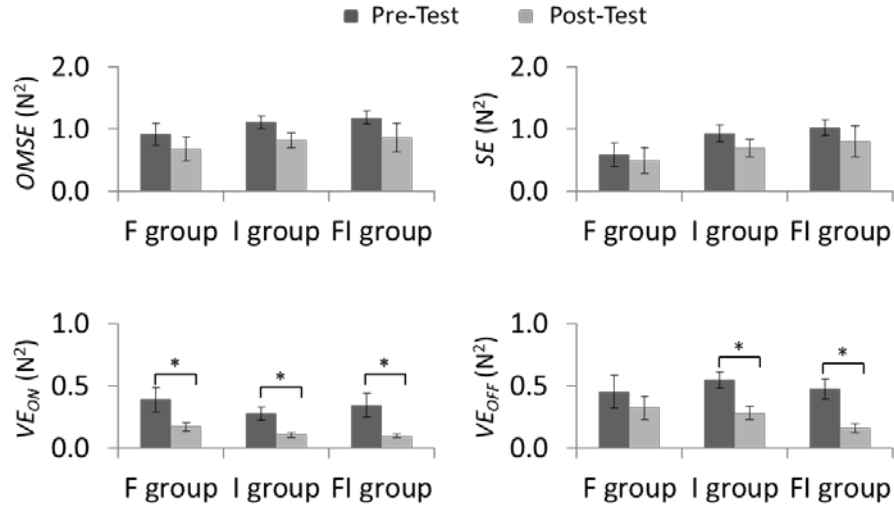 Pre-Test Post-Test
OMSE (N²)
2.0
1.0
0.0
F group I group FI group
SE (N²)
2.0
1.0
0.0
F group I group FI group
VE_ON (N²)
1.0
0.5
0.0
* * *
F group I group FI group
VE_OFF (N²)
1.0
0.5
0.0
* *
F group I group FI group